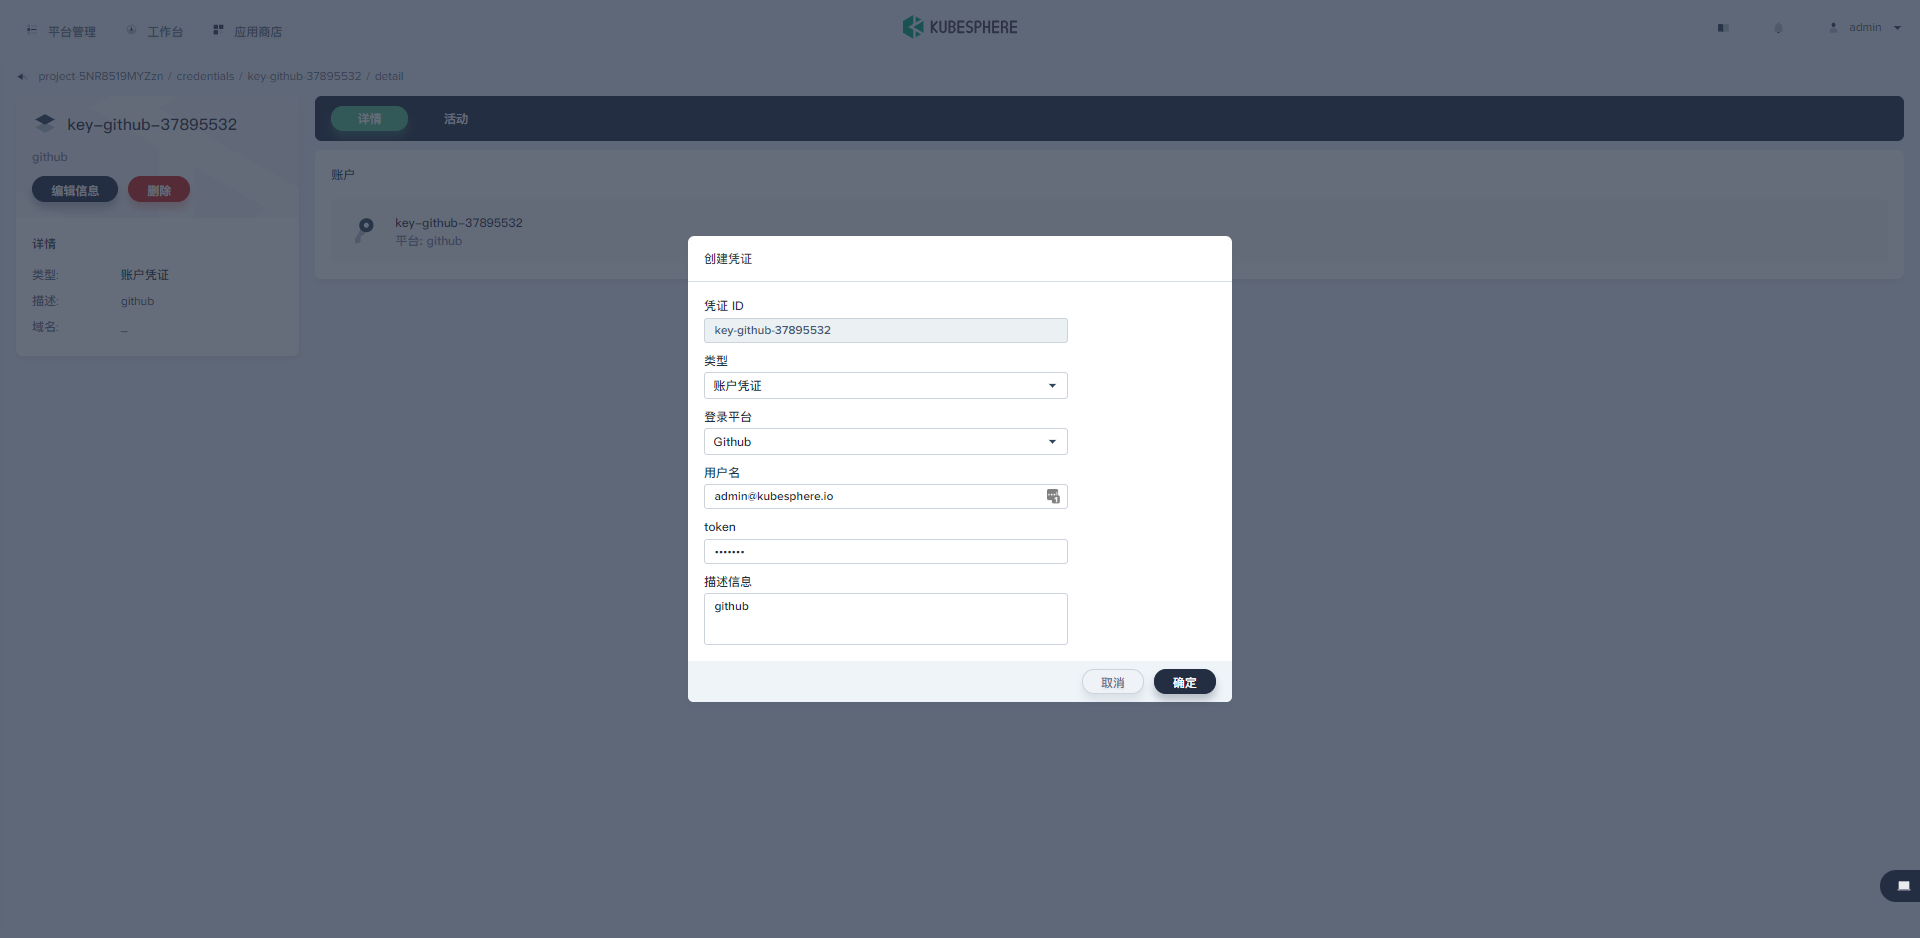 平台管理 工作台 应用商店 KUBESPHERE admin
project-5NR8519MYZzn / credentials / key-github-37895532 / detail
key-github-37895532
github
编辑信息 删除
详情
类型: 账户凭证
描述: github
域名: _
详情 活动
账户
key-github-37895532
平台: github
创建凭证
凭证 ID
key-github-37895532
类型
账户凭证
登录平台
Github
用户名
admin@kubesphere.io
token
•••••••
描述信息
github
取消 确定